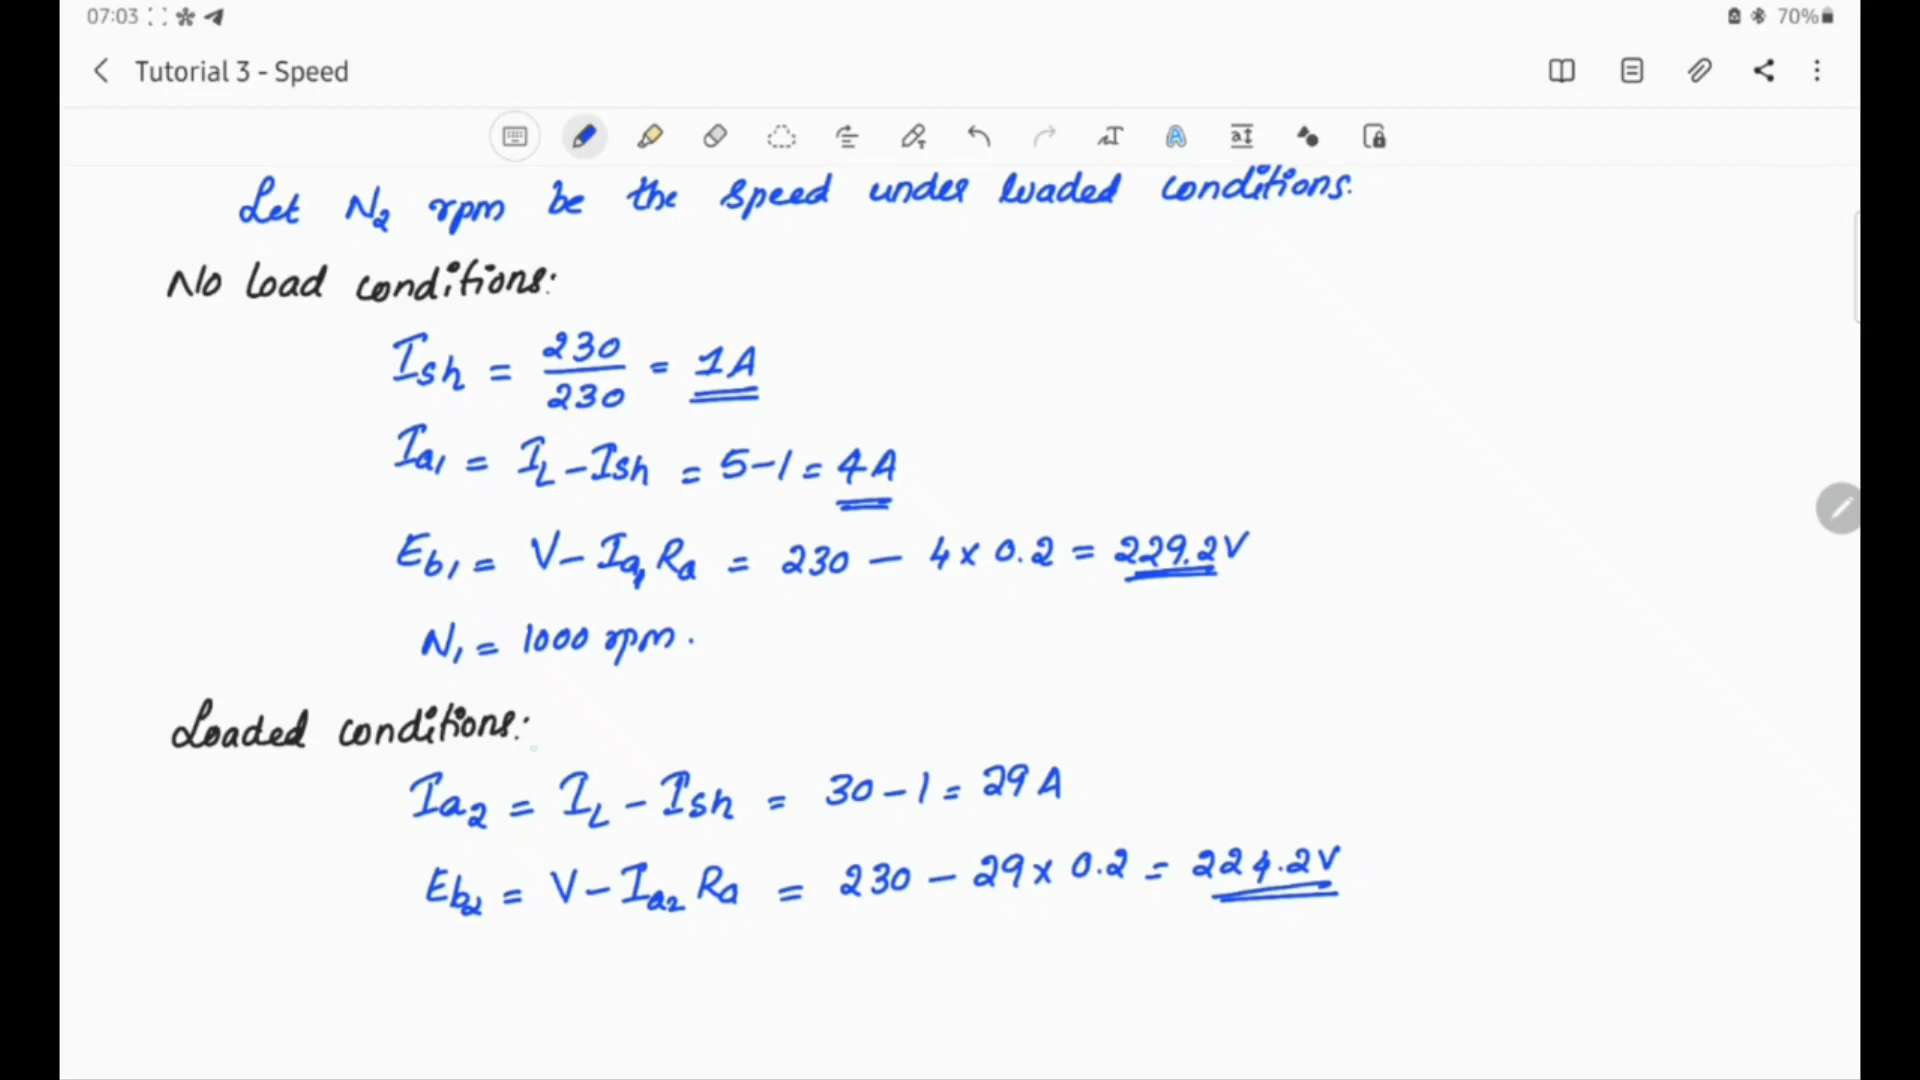 07:03
70%
Tutorial 3 - Speed
Let N₂ rpm be the speed under loaded conditions.
No load conditions:
Ish = 230/230 = 1A
Ia₁ = IL - Ish = 5-1 = 4A
Eb₁ = V - Ia₁ Ra = 230 - 4 x 0.2 = 229.2V
N₁ = 1000 rpm.
Loaded conditions:
Ia₂ = IL - Ish = 30-1 = 29 A
Eb₂ = V - Ia₂ Ra = 230 - 29 x 0.2 = 224.2V